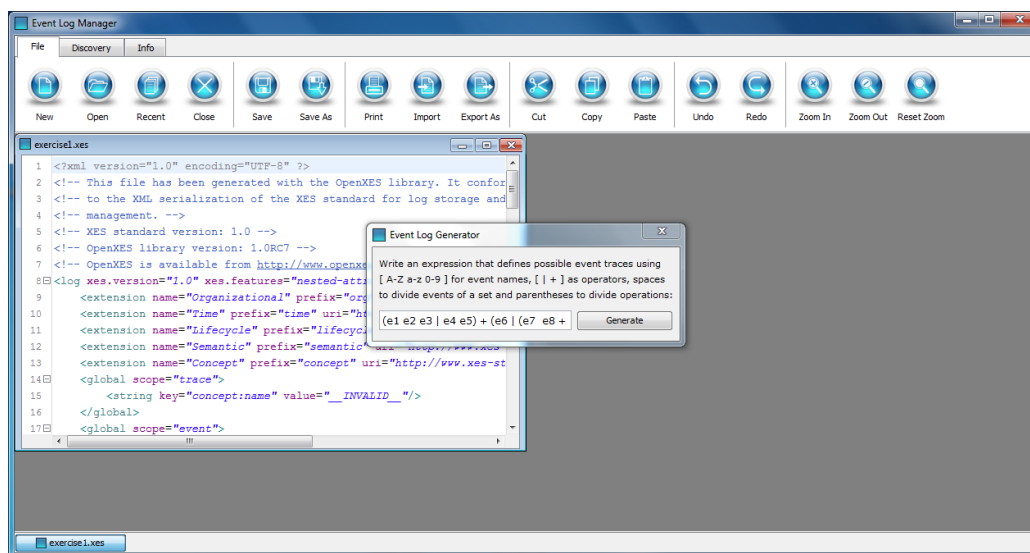 Event Log Manager
File Discovery Info
New Open Recent Close Save Save As Print Import Export As Cut Copy Paste Undo Redo Zoom In Zoom Out Reset Zoom
exercise1.xes
1 <?xml version="1.0" encoding="UTF-8" ?>
2 <!-- This file has been generated with the OpenXES library. It confor
3 <!-- to the XML serialization of the XES standard for log storage and
4 <!-- management. -->
5 <!-- XES standard version: 1.0 -->
6 <!-- OpenXES library version: 1.0RC7 -->
7 <!-- OpenXES is available from http://www.openxe
8 <log xes.version="1.0" xes.features="nested-attr
9 <extension name="Organizational" prefix="org
10 <extension name="Time" prefix="time" uri="ht
11 <extension name="Lifecycle" prefix="lifecycl
12 <extension name="Semantic" prefix="semantic" uri="http://www.xes
13 <extension name="Concept" prefix="concept" uri="http://www.xes-st
14 <global scope="trace">
15 <string key="concept:name" value="__INVALID__"/>
16 </global>
17 <global scope="event">
Event Log Generator
Write an expression that defines possible event traces using
[ A-Z a-z 0-9 ] for event names, [ | + ] as operators, spaces
to divide events of a set and parentheses to divide operations:
(e1 e2 e3 | e4 e5) + (e6 | (e7 e8 + Generate
exercise1.xes